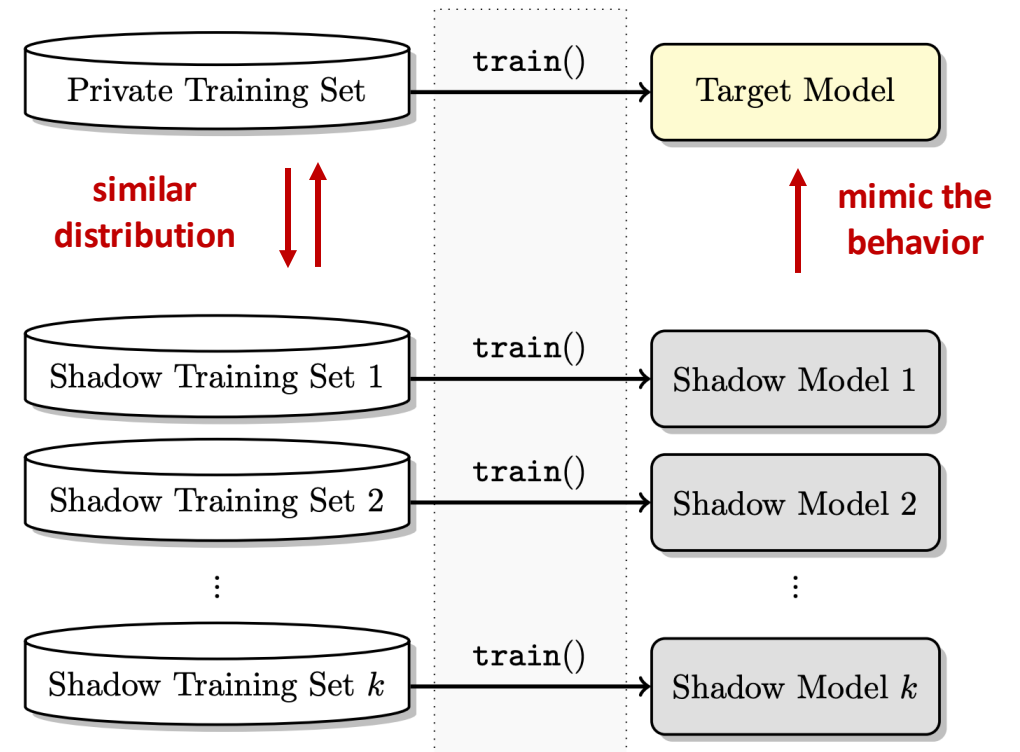 Private Training Set
train()
Target Model
similar
distribution
mimic the
behavior
Shadow Training Set 1
train()
Shadow Model 1
Shadow Training Set 2
train()
Shadow Model 2
⋮
⋮
Shadow Training Set k
train()
Shadow Model k